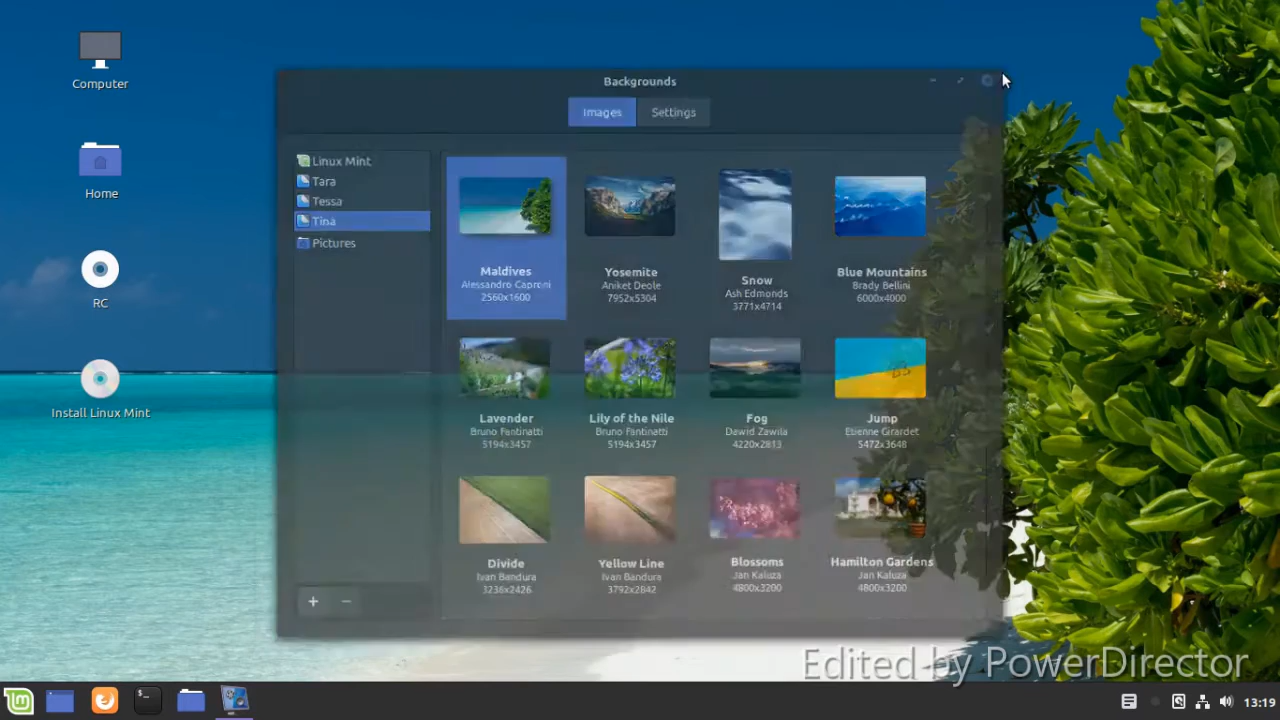 Computer
Home
RC
Install Linux Mint
Backgrounds
Images
Settings
Linux Mint
Tara
Tessa
Tina
Pictures
Maldives
Alessandro Caproni
2560x1600
Yosemite
Aniket Deole
7952x5304
Snow
Ash Edmonds
3771x4714
Blue Mountains
Brady Bellini
6000x4000
Lavender
Bruno Fantinatti
5194x3457
Lily of the Nile
Bruno Fantinatti
5194x3457
Fog
Dawid Zawila
4220x2813
Jump
Etienne Girardet
5472x3648
Divide
Ivan Bandura
3236x2426
Yellow Line
Ivan Bandura
3792x2842
Blossoms
Jan Kaluza
4800x3200
Hamilton Gardens
Jan Kaluza
4800x3200
Edited by PowerDirector
13:19